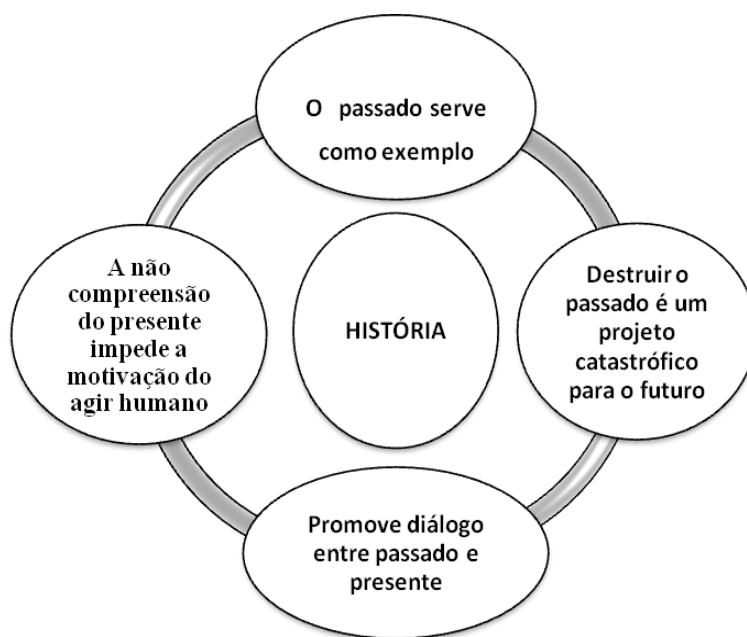 O passado serve
como exemplo
A não
compreensão
do presente
impede a
motivação do
agir humano
HISTÓRIA
Destruir o
passado é um
projeto
catastrófico
para o futuro
Promove diálogo
entre passado e
presente